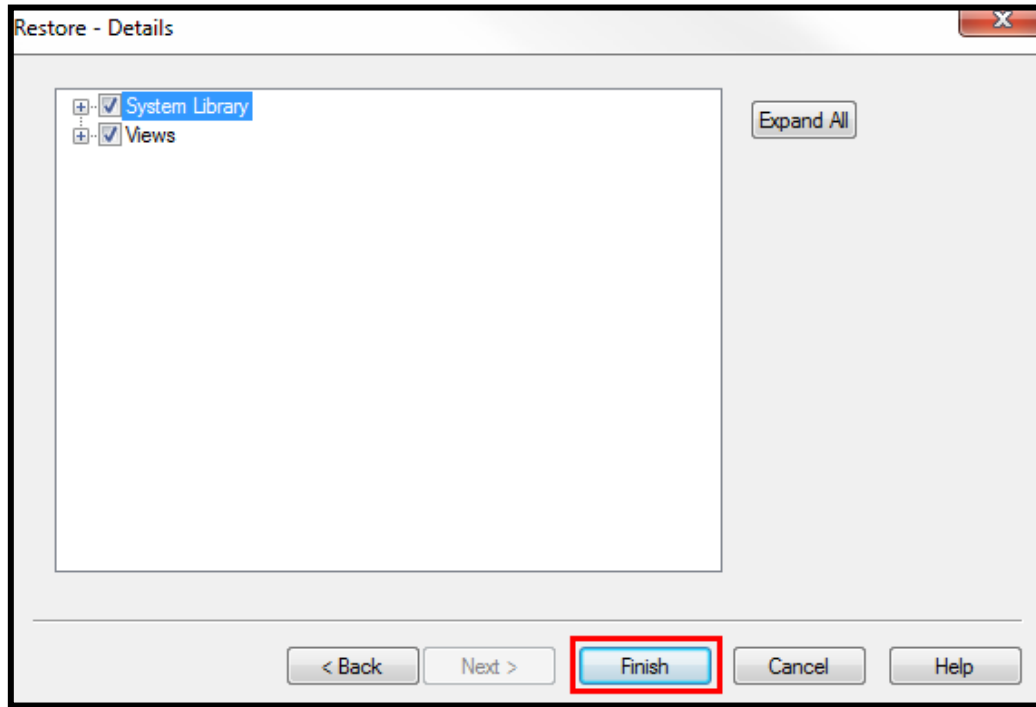 Restore - Details
System Library
Expand All
Views
< Back Next > Finish Cancel Help